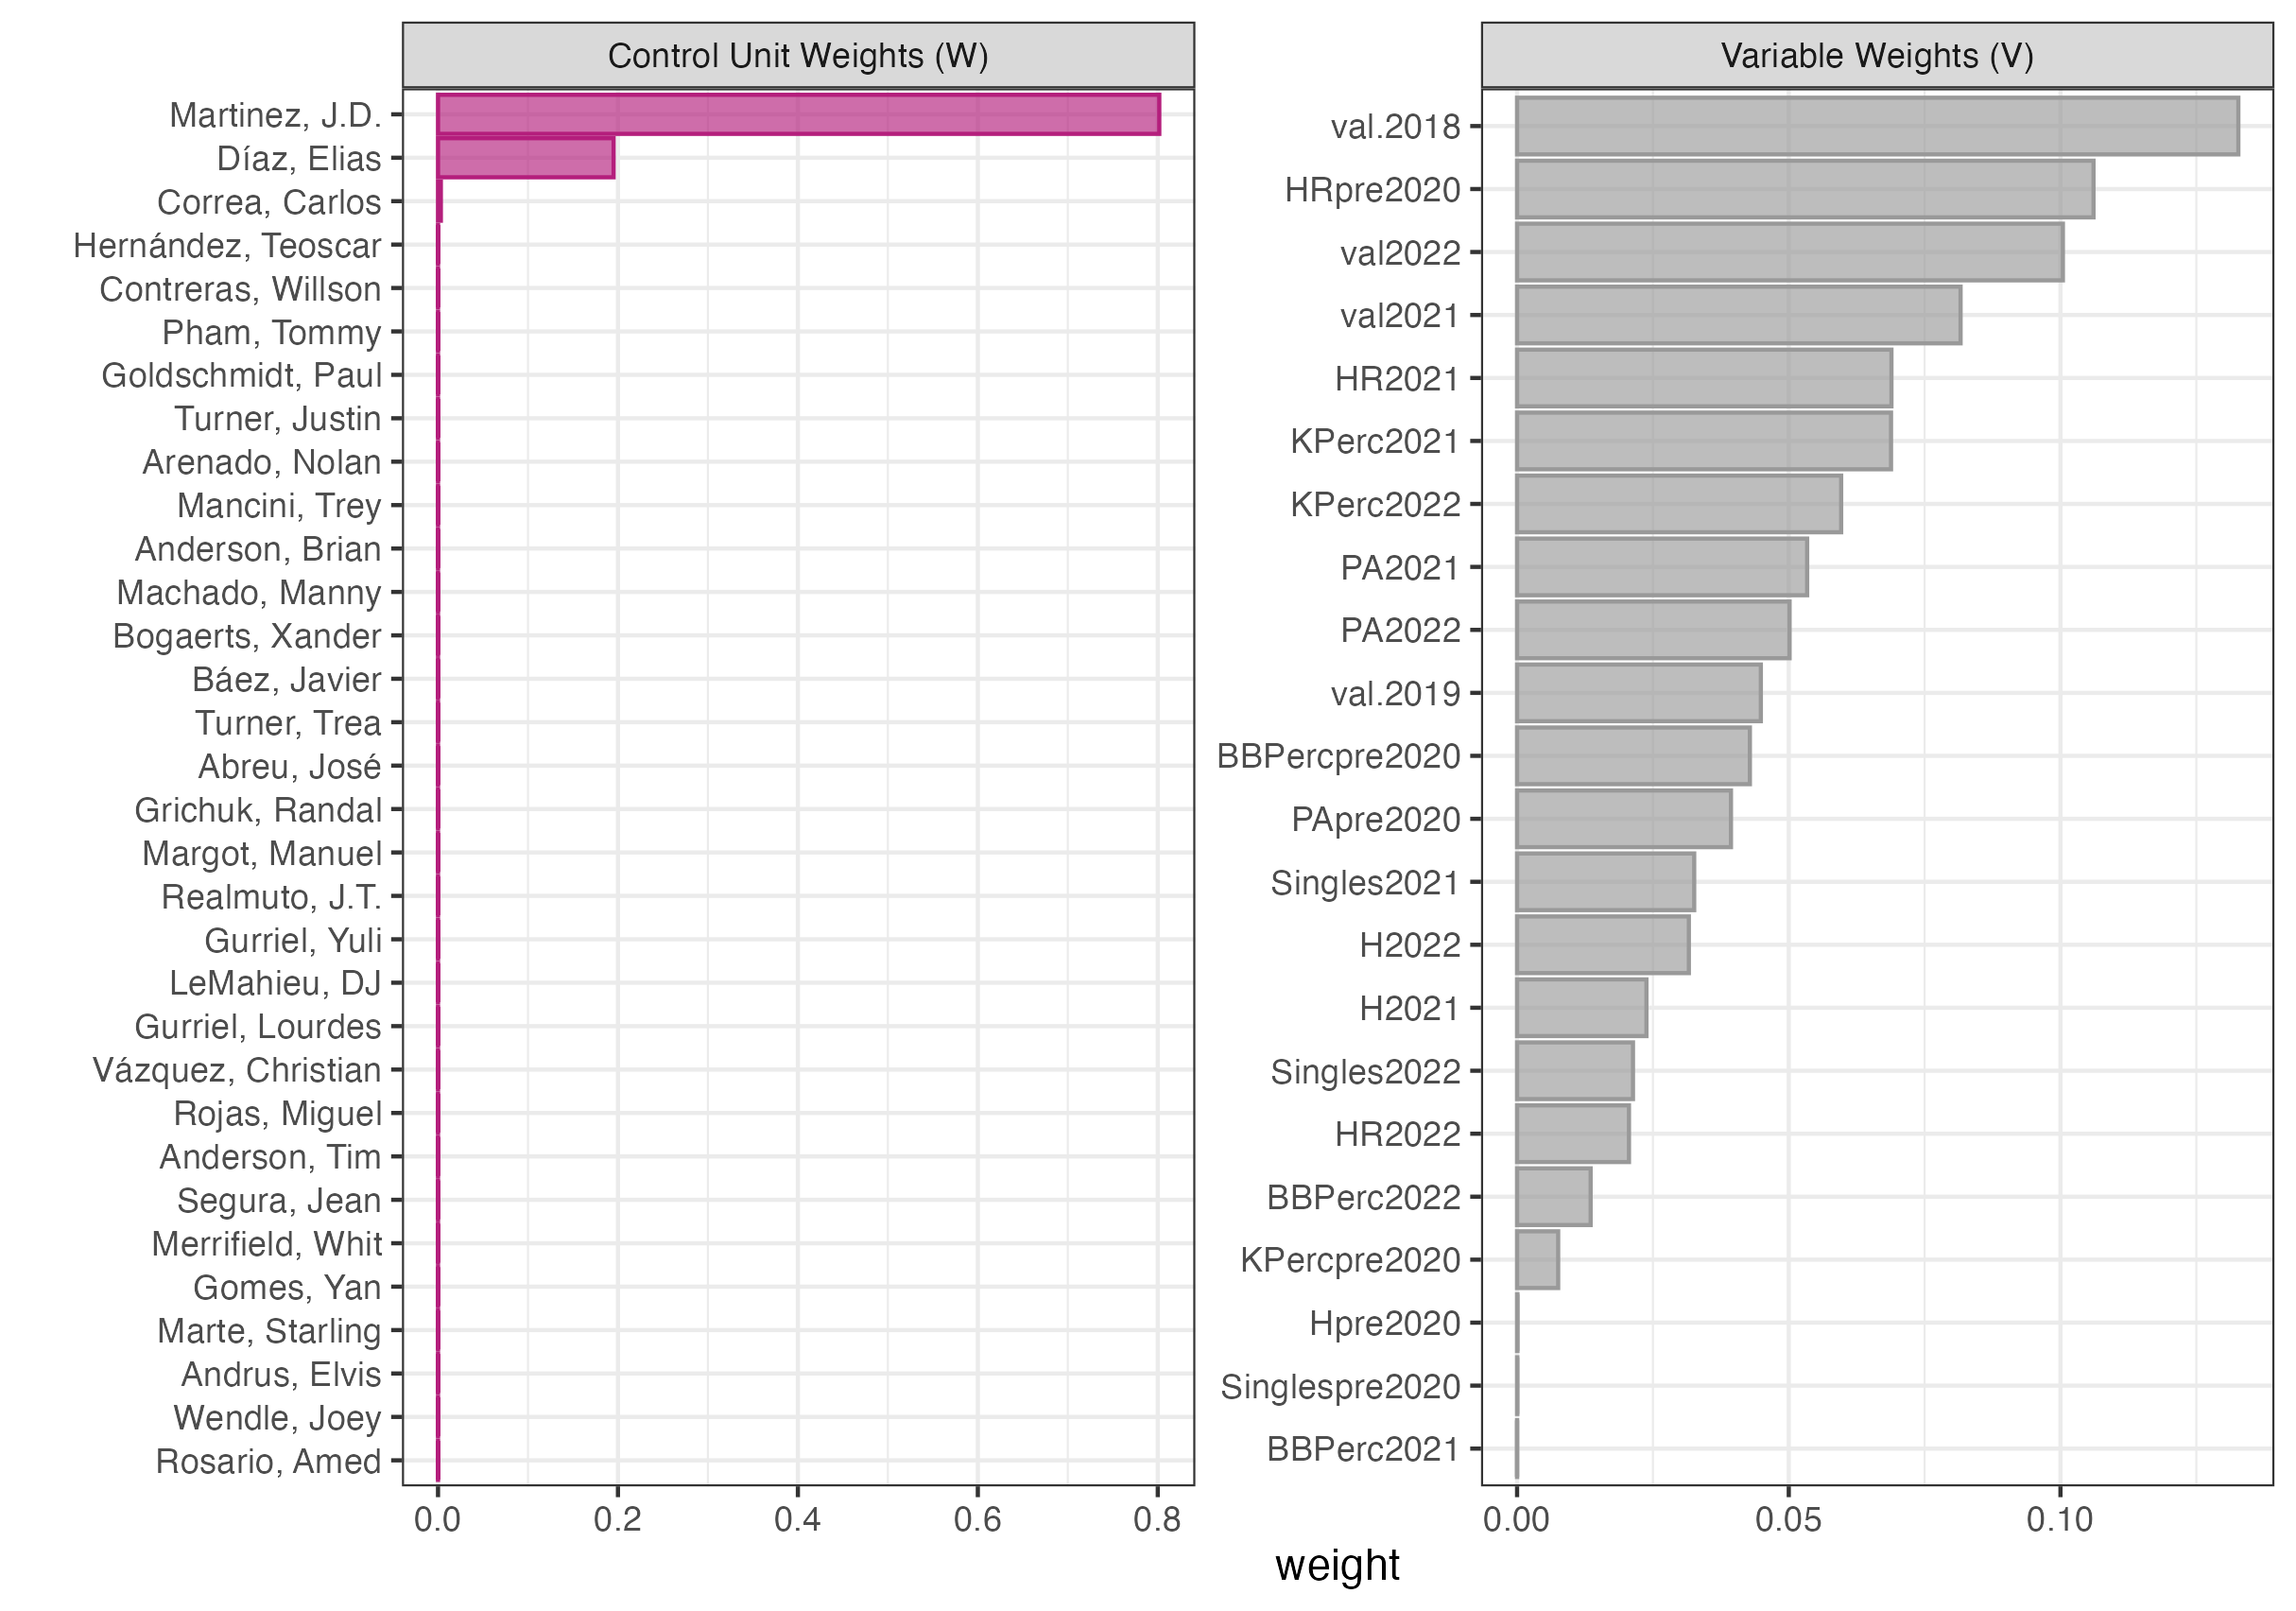 Control Unit Weights (W)
Martinez, J.D.
Díaz, Elias
Correa, Carlos
Hernández, Teoscar
Contreras, Willson
Pham, Tommy
Goldschmidt, Paul
Turner, Justin
Arenado, Nolan
Mancini, Trey
Anderson, Brian
Machado, Manny
Bogaerts, Xander
Báez, Javier
Turner, Trea
Abreu, José
Grichuk, Randal
Margot, Manuel
Realmuto, J.T.
Gurriel, Yuli
LeMahieu, DJ
Gurriel, Lourdes
Vázquez, Christian
Rojas, Miguel
Anderson, Tim
Segura, Jean
Merrifield, Whit
Gomes, Yan
Marte, Starling
Andrus, Elvis
Wendle, Joey
Rosario, Amed
0.0 0.2 0.4 0.6 0.8
Variable Weights (V)
val.2018
HRpre2020
val2022
val2021
HR2021
KPerc2021
KPerc2022
PA2021
PA2022
val.2019
BBPercpre2020
PApre2020
Singles2021
H2022
H2021
Singles2022
HR2022
BBPerc2022
KPercpre2020
Hpre2020
Singlespre2020
BBPerc2021
0.00 0.05 0.10
weight